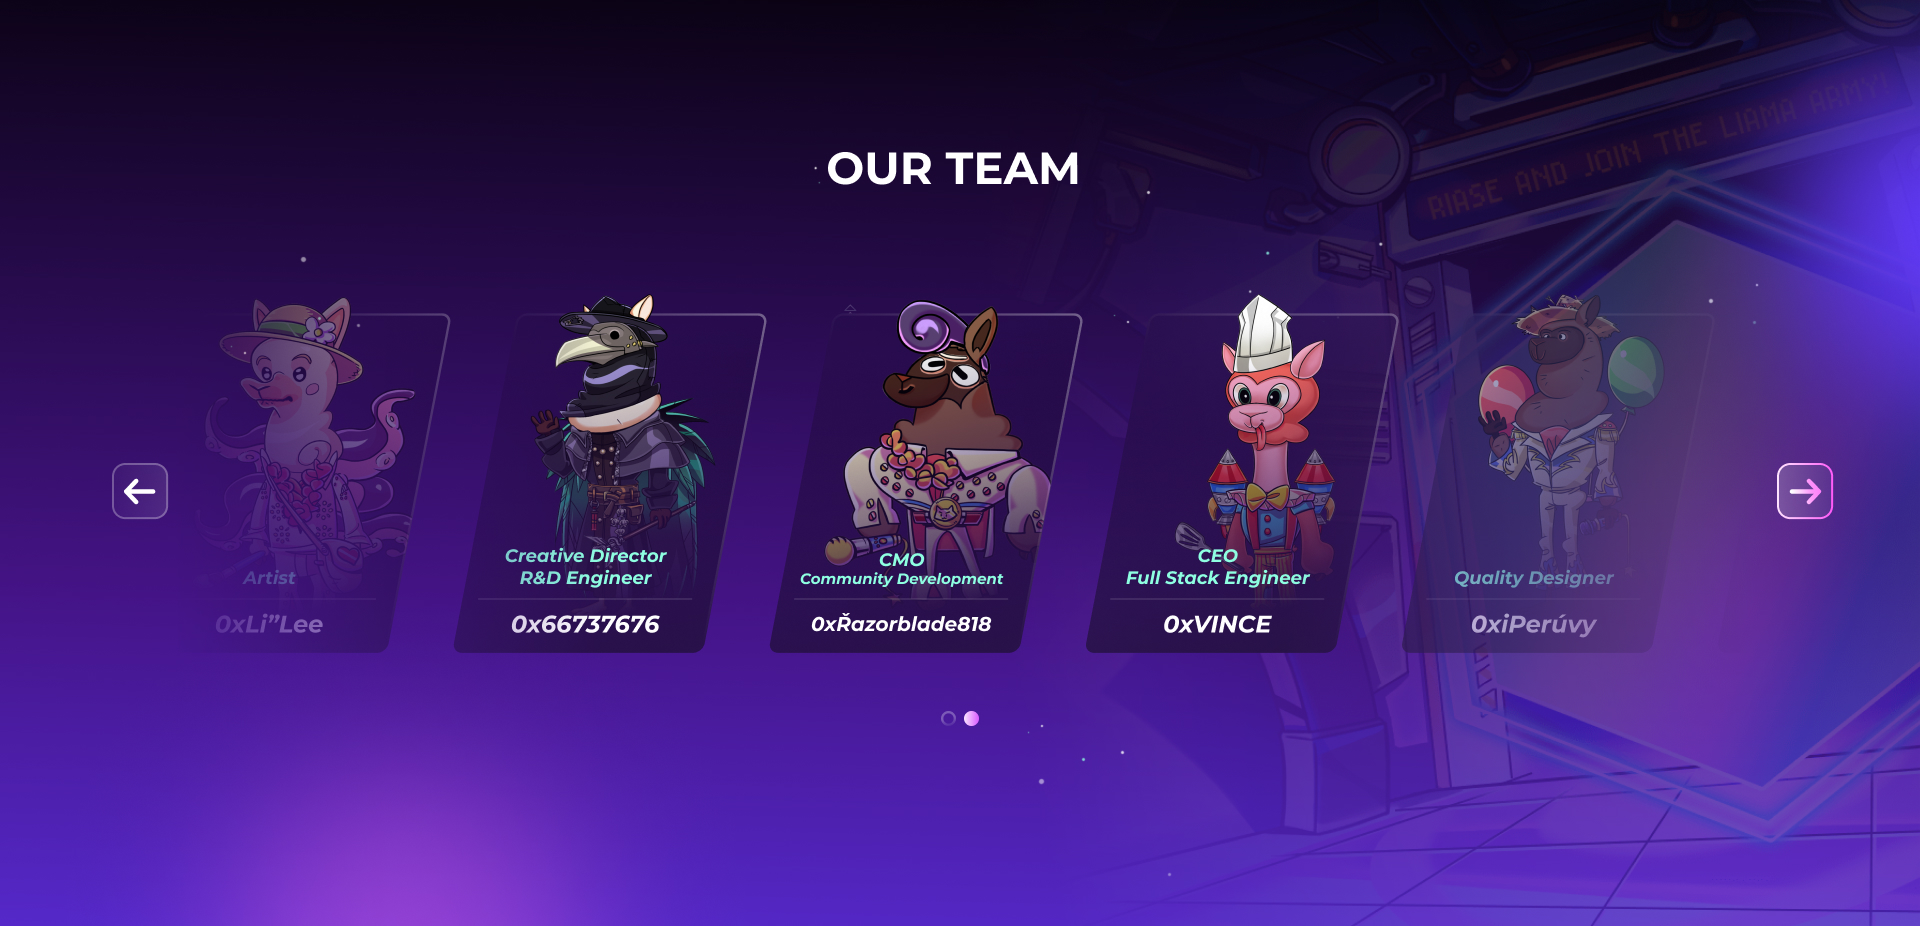 RIASE AND JOIN THE LIAMA ARMY!
OUR TEAM
Artist
0xLi”Lee
Creative Director
R&D Engineer
0x66737676
CMO
Community Development
0xŘazorblade818
CEO
Full Stack Engineer
0xVINCE
Quality Designer
0xiPerúvy